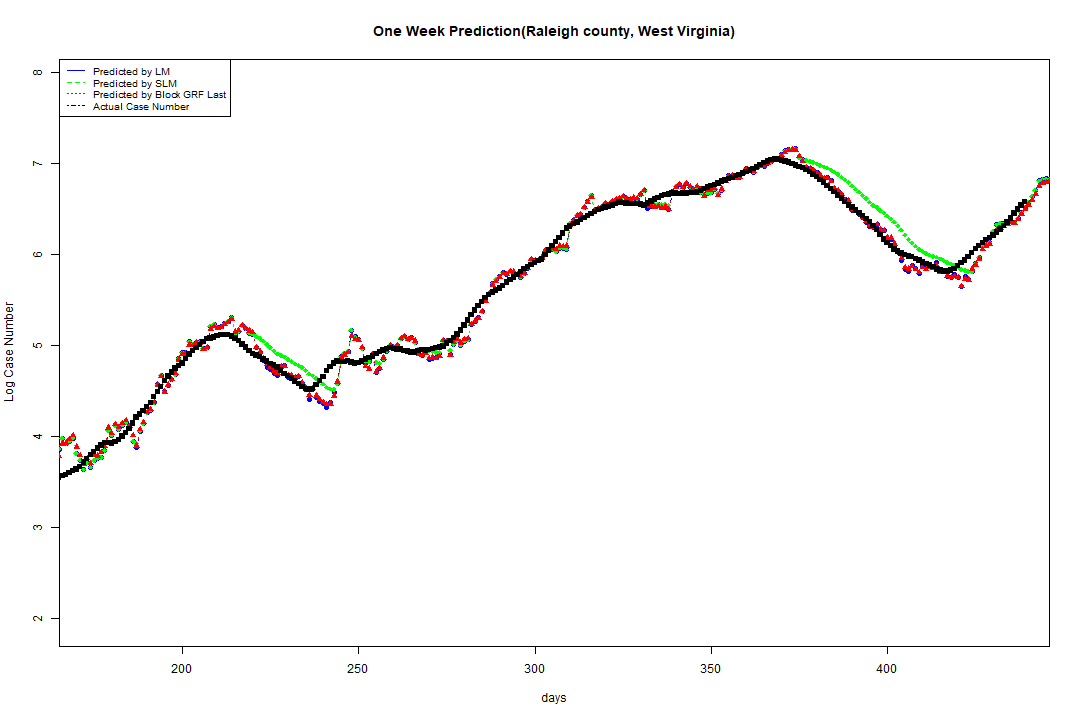 One Week Prediction(Raleigh county, West Virginia)
Predicted by LM
Predicted by SLM
Predicted by Block GRF Last
Actual Case Number
8
7
6
5
4
3
2
Log Case Number
200 250 300 350 400
days